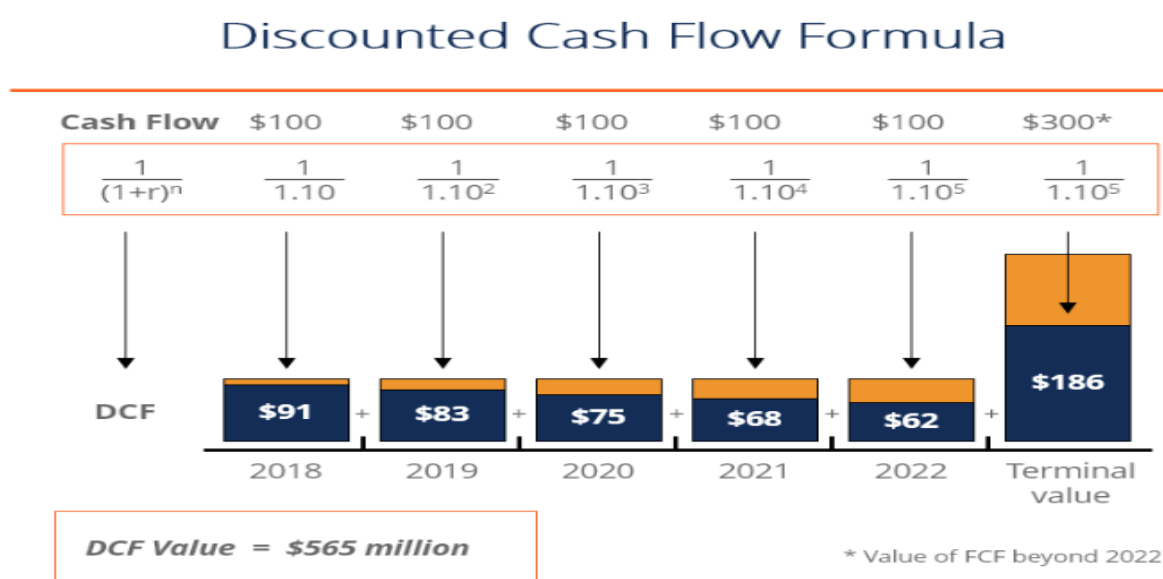 Discounted Cash Flow Formula
Cash Flow $100 $100 $100 $100 $100 $300*
1 1 1 1 1 1 1
(1+r)ⁿ 1.10 1.10² 1.10³ 1.10⁴ 1.10⁵ 1.10⁵
DCF $91 + $83 + $75 + $68 + $62 + $186
2018 2019 2020 2021 2022 Terminal
value
DCF Value = $565 million
* Value of FCF beyond 2022